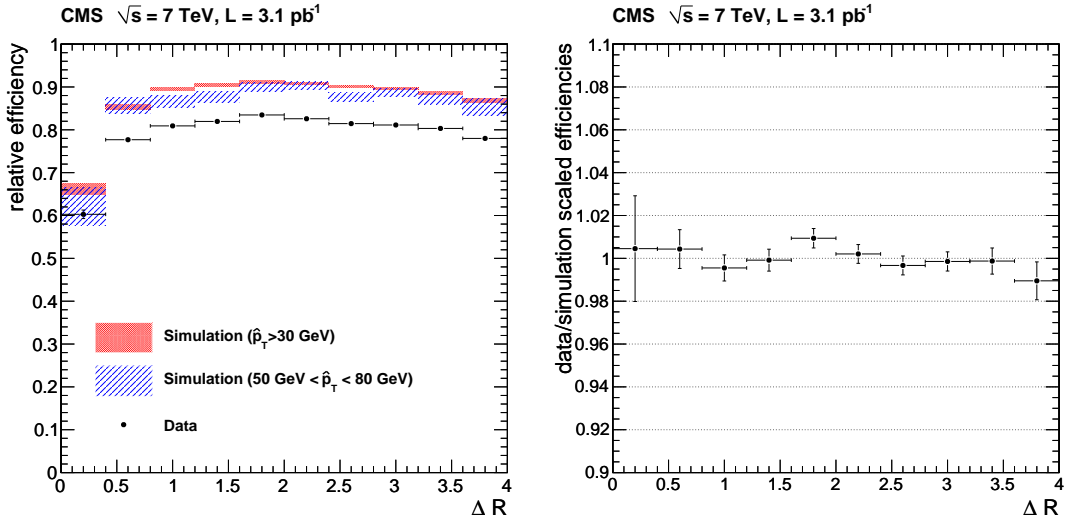 CMS √s = 7 TeV, L = 3.1 pb⁻¹
relative efficiency
1
0.9
0.8
0.7
0.6
0.5
0.4
0.3
0.2
0.1
0
Simulation (p̂_T>30 GeV)
Simulation (50 GeV < p̂_T < 80 GeV)
Data
0 0.5 1 1.5 2 2.5 3 3.5 4
Δ R
CMS √s = 7 TeV, L = 3.1 pb⁻¹
data/simulation scaled efficiencies
1.1
1.08
1.06
1.04
1.02
1
0.98
0.96
0.94
0.92
0.9
0 0.5 1 1.5 2 2.5 3 3.5 4
Δ R